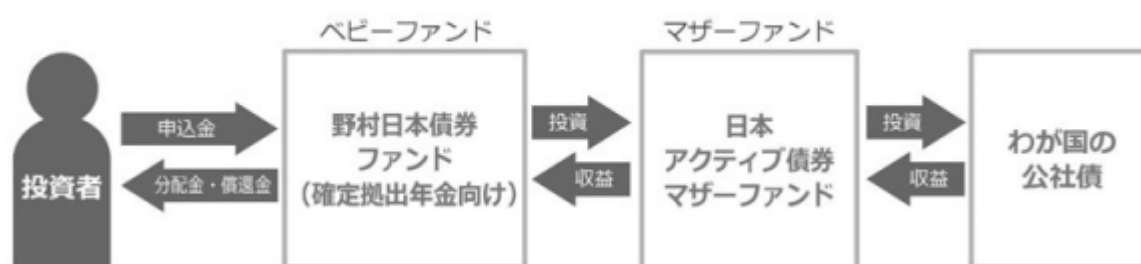 ベビーファンド
マザーファンド
投資者
申込金
分配金・償還金
野村日本債券
ファンド
（確定拠出年金向け）
投資
収益
日本
アクティブ債券
マザーファンド
投資
収益
わが国の
公社債